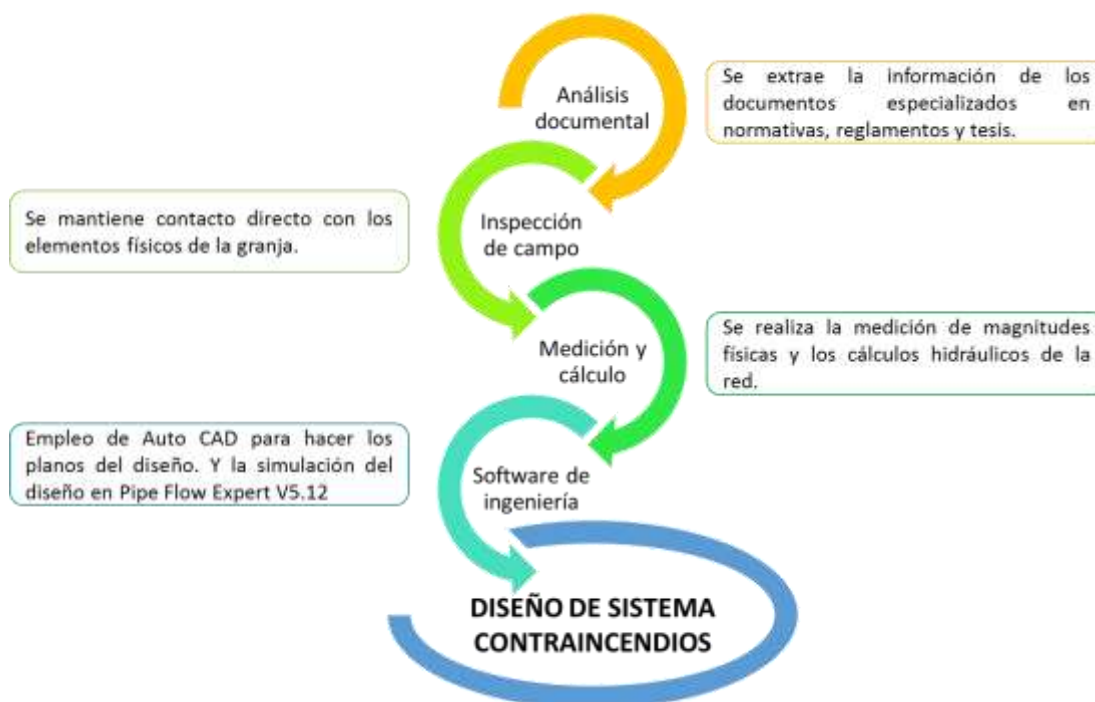 Análisis
documental
Se extrae la información de los
documentos especializados en
normativas, reglamentos y tesis.
Se mantiene contacto directo con los
elementos físicos de la granja.
Inspección
de campo
Medición y
cálculo
Se realiza la medición de magnitudes
físicas y los cálculos hidráulicos de la
red.
Empleo de Auto CAD para hacer los
planos del diseño. Y la simulación del
diseño en Pipe Flow Expert V5.12
Software de
ingeniería
DISEÑO DE SISTEMA
CONTRAINCENDIOS